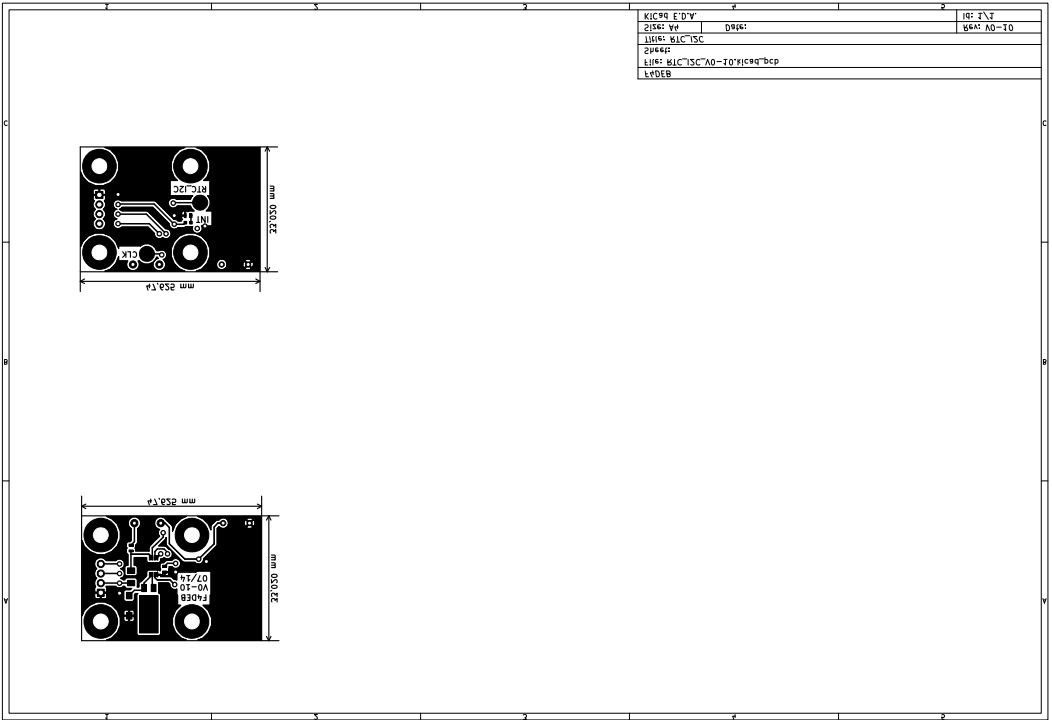 1 2 3 4 5
KiCad E.D.A. Id: 1/1
Size: A4 Date: Rev: V0-10
Title: RTC_I2C
Sheet:
File: RTC_I2C_V0-10.kicad_pcb
F4DEB
C C
RTC_I2C
INT
33,020 mm
CLK
47,625 mm
B B
47,625 mm
33,020 mm
07/14
V0-10
F4DEB
A A
1 2 3 4 5